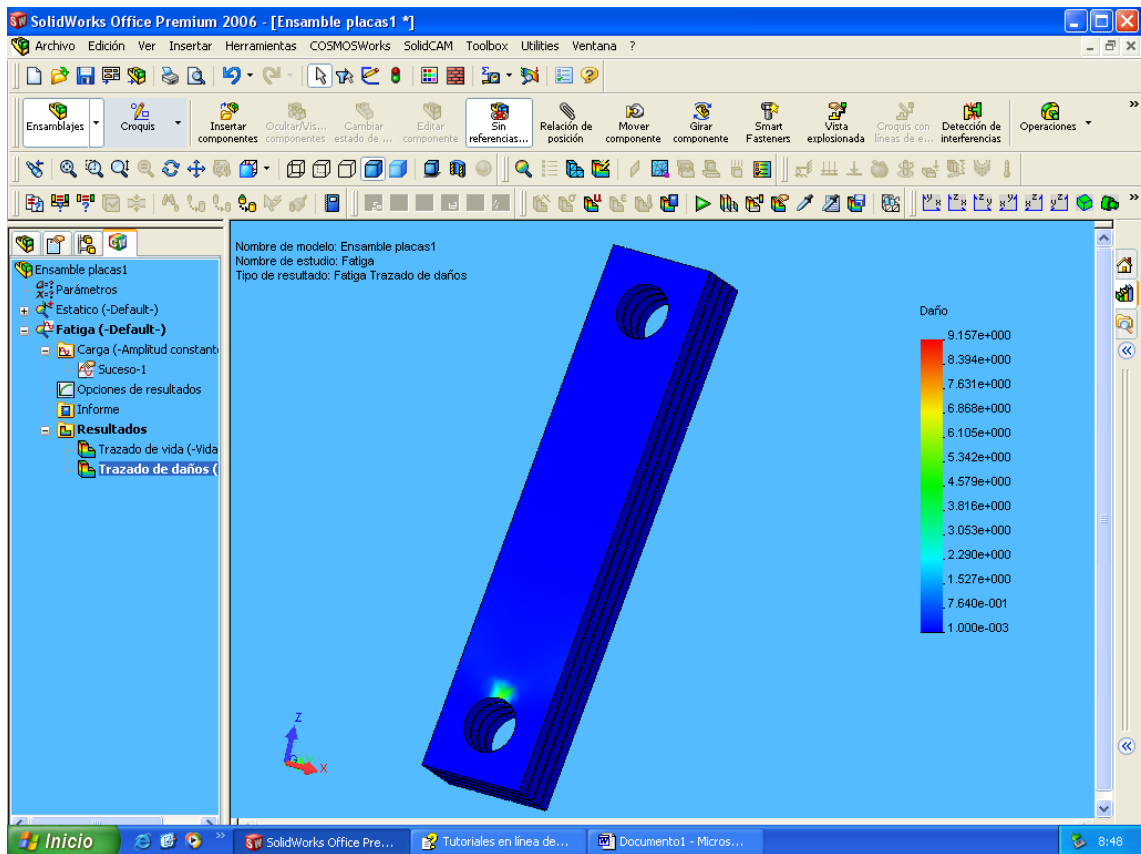 SolidWorks Office Premium 2006 - [Ensamble placas1 *]
Archivo Edición Ver Insertar Herramientas COSMOSWorks SolidCAM Toolbox Utilities Ventana ?
Ensamblajes
Croquis
Insertar componentes
Ocultar/Vis... componentes
Cambiar estado de ...
Editar componente
Sin referencias...
Relación de posición
Mover componente
Girar componente
Smart Fasteners
Vista explosionada
Croquis con líneas de e...
Detección de interferencias
Operaciones
Ensamble placas1
Parámetros
Estatico (-Default-)
Fatiga (-Default-)
Carga (-Amplitud constant
Suceso-1
Opciones de resultados
Informe
Resultados
Trazado de vida (-Vida
Trazado de daños (
Nombre de modelo: Ensamble placas1
Nombre de estudio: Fatiga
Tipo de resultado: Fatiga Trazado de daños
Daño
9.157e+000
8.394e+000
7.631e+000
6.868e+000
6.105e+000
5.342e+000
4.579e+000
3.816e+000
3.053e+000
2.290e+000
1.527e+000
7.640e-001
1.000e-003
Z
X
Inicio
SolidWorks Office Pre...
Tutoriales en línea de...
Documento1 - Micros...
8:48